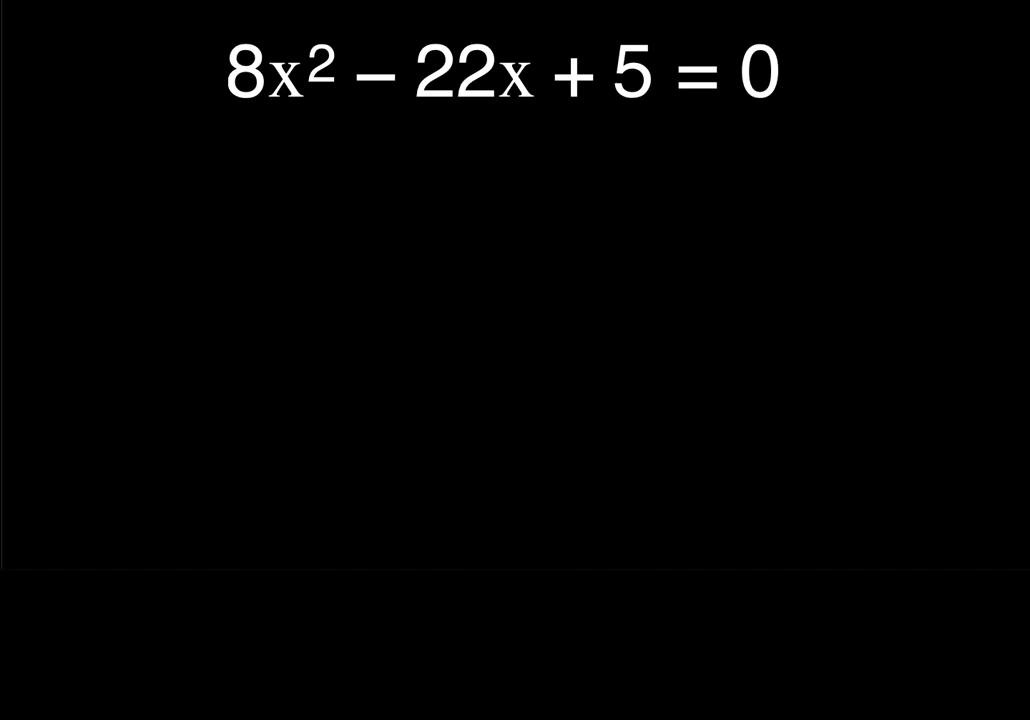 8x² – 22x + 5 = 0